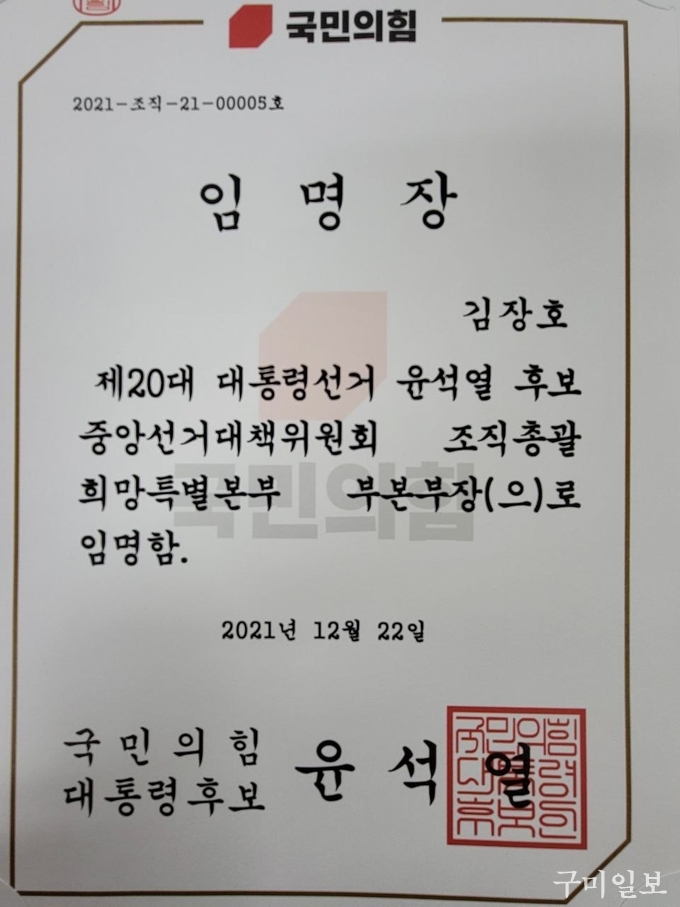 국민의힘
2021-조직-21-00005호
임 명 장
김장호
제20대 대통령선거 윤석열 후보
중앙선거대책위원회 조직총괄
희망특별본부 부본부장(으)로
임명함.
국민의힘
2021년 12월 22일
국 민 의 힘
대통령후보
윤 석 열
구미일보